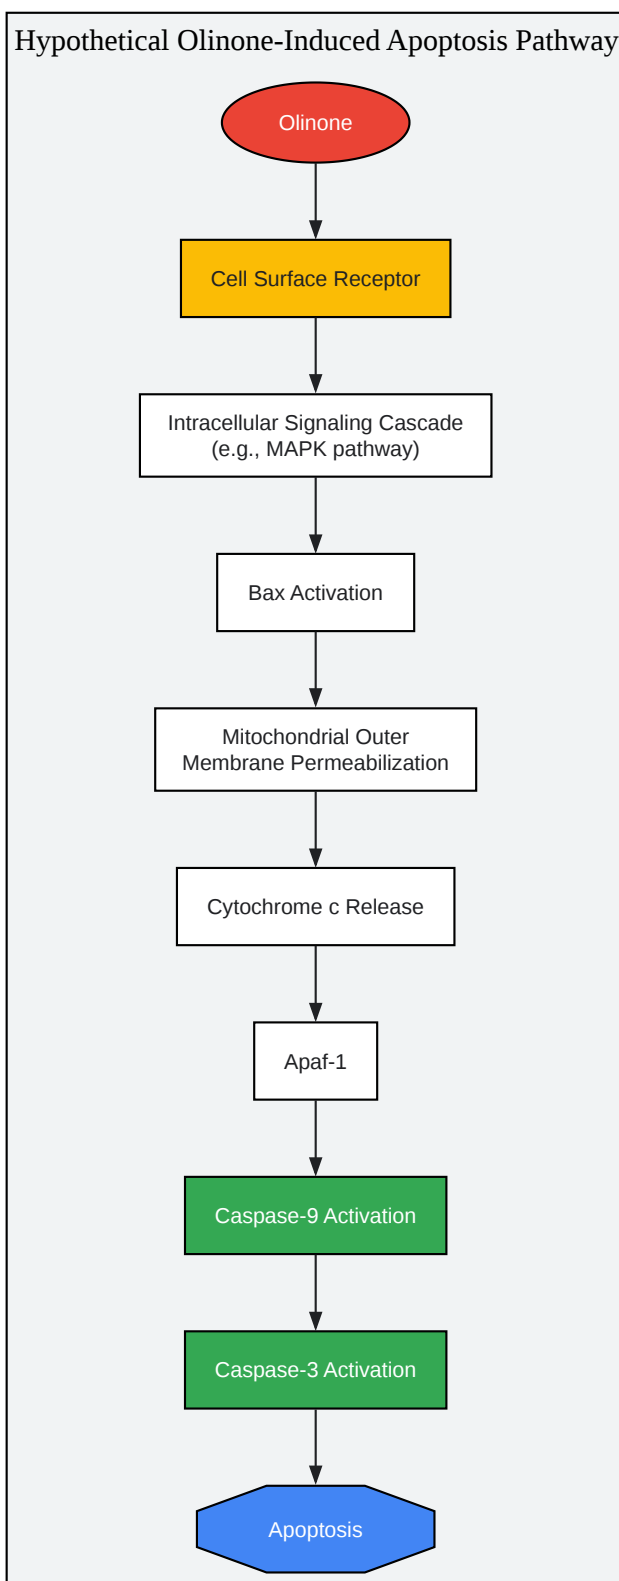 Hypothetical Olinone-Induced Apoptosis Pathway
Olinone
Cell Surface Receptor
Intracellular Signaling Cascade
(e.g., MAPK pathway)
Bax Activation
Mitochondrial Outer
Membrane Permeabilization
Cytochrome c Release
Apaf-1
Caspase-9 Activation
Caspase-3 Activation
Apoptosis